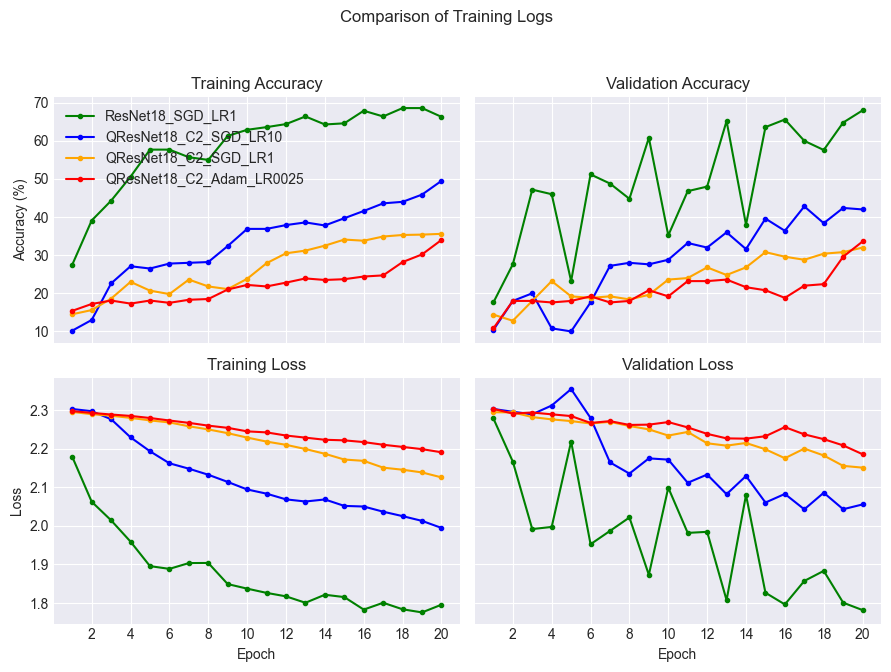 Comparison of Training Logs
Training Accuracy
Validation Accuracy
70
60
50
40
30
20
10
Accuracy (%)
ResNet18_SGD_LR1
QResNet18_C2_SGD_LR10
QResNet18_C2_SGD_LR1
QResNet18_C2_Adam_LR0025
Training Loss
Validation Loss
2.3
2.2
2.1
2.0
1.9
1.8
Loss
2 4 6 8 10 12 14 16 18 20
2 4 6 8 10 12 14 16 18 20
Epoch
Epoch